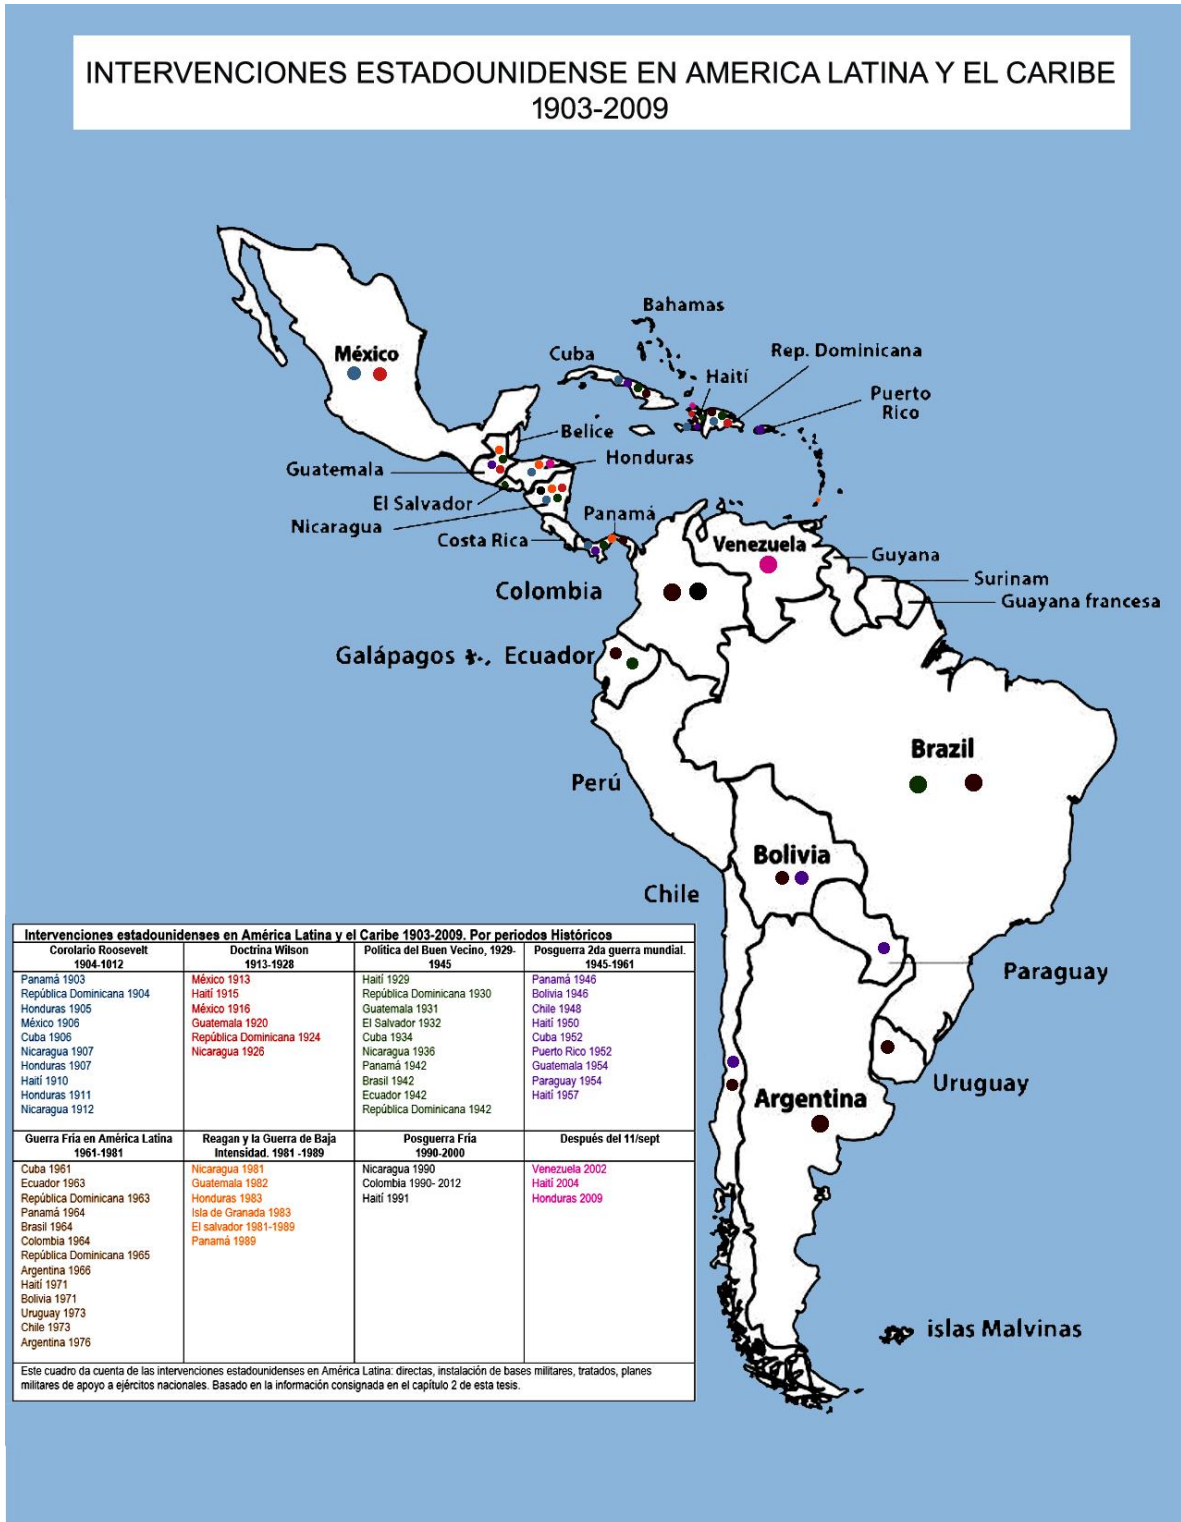 INTERVENCIONES ESTADOUNIDENSE EN AMERICA LATINA Y EL CARIBE
1903-2009
Bahamas
México
Cuba
Rep. Dominicana
Haití
Puerto
Rico
Belice
Guatemala
Honduras
El Salvador
Nicaragua
Panamá
Costa Rica
Venezuela
Guyana
Surinam
Guayana francesa
Colombia
Galápagos
Ecuador
Brazil
Perú
Bolivia
Chile
Paraguay
Uruguay
Argentina
islas Malvinas
Intervenciones estadounidenses en América Latina y el Caribe 1903-2009. Por periodos Históricos
Corolario Roosevelt
1904-1012
Panamá 1903
República Dominicana 1904
Honduras 1905
México 1906
Cuba 1906
Nicaragua 1907
Honduras 1907
Haití 1910
Honduras 1911
Nicaragua 1912
Doctrina Wilson
1913-1928
México 1913
Haití 1915
México 1916
Guatemala 1920
República Dominicana 1924
Nicaragua 1926
Política del Buen Vecino, 1929-
1945
Haití 1929
República Dominicana 1930
Guatemala 1931
El Salvador 1932
Cuba 1934
Nicaragua 1936
Panamá 1942
Brasil 1942
Ecuador 1942
República Dominicana 1942
Posguerra 2da guerra mundial.
1945-1961
Panamá 1946
Bolivia 1946
Chile 1948
Haití 1950
Cuba 1952
Puerto Rico 1952
Guatemala 1954
Paraguay 1954
Haití 1957
Guerra Fría en América Latina
1961-1981
Cuba 1961
Ecuador 1963
República Dominicana 1963
Panamá 1964
Brasil 1964
Colombia 1964
República Dominicana 1965
Argentina 1966
Haití 1971
Bolivia 1971
Uruguay 1973
Chile 1973
Argentina 1976
Reagan y la Guerra de Baja
Intensidad. 1981 -1989
Nicaragua 1981
Guatemala 1982
Honduras 1983
Isla de Granada 1983
El salvador 1981-1989
Panamá 1989
Posguerra Fría
1990-2000
Nicaragua 1990
Colombia 1990- 2012
Haití 1991
Después del 11/sept
Venezuela 2002
Haití 2004
Honduras 2009
Este cuadro da cuenta de las intervenciones estadounidenses en América Latina: directas, instalación de bases militares, tratados, planes
militares de apoyo a ejércitos nacionales. Basado en la información consignada en el capítulo 2 de esta tesis.